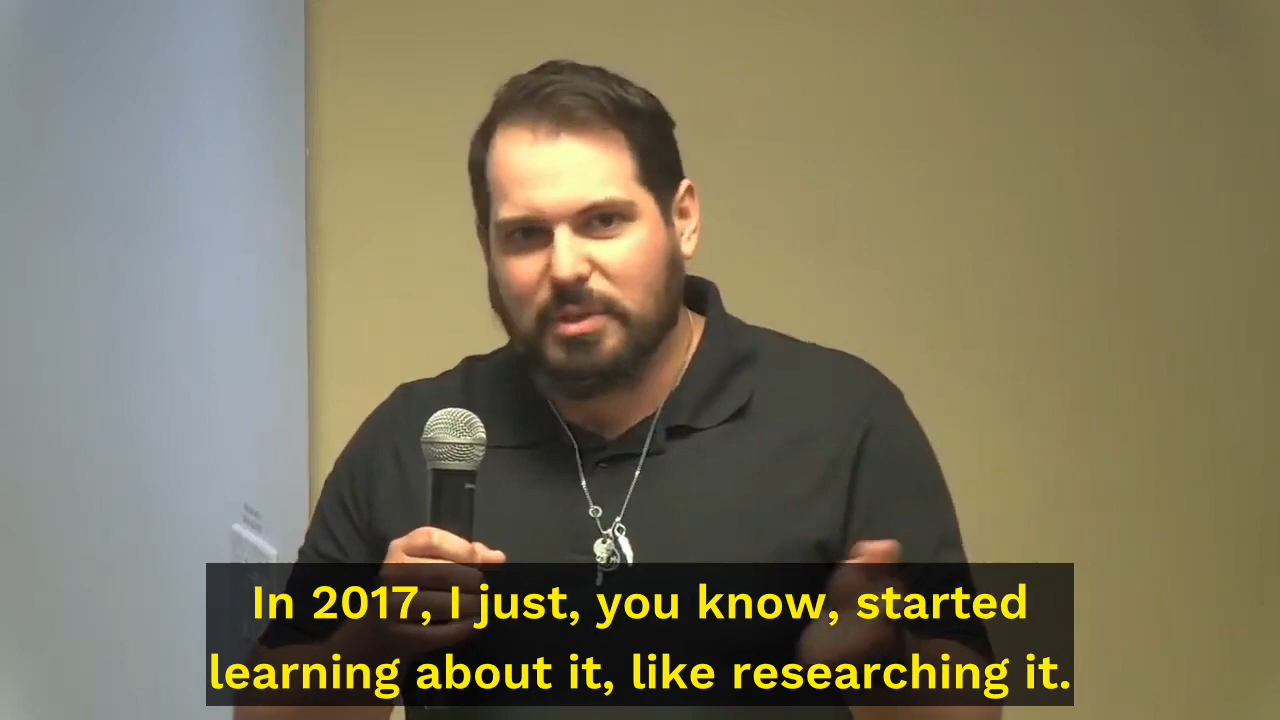 In 2017, I just, you know, started
learning about it, like researching it.